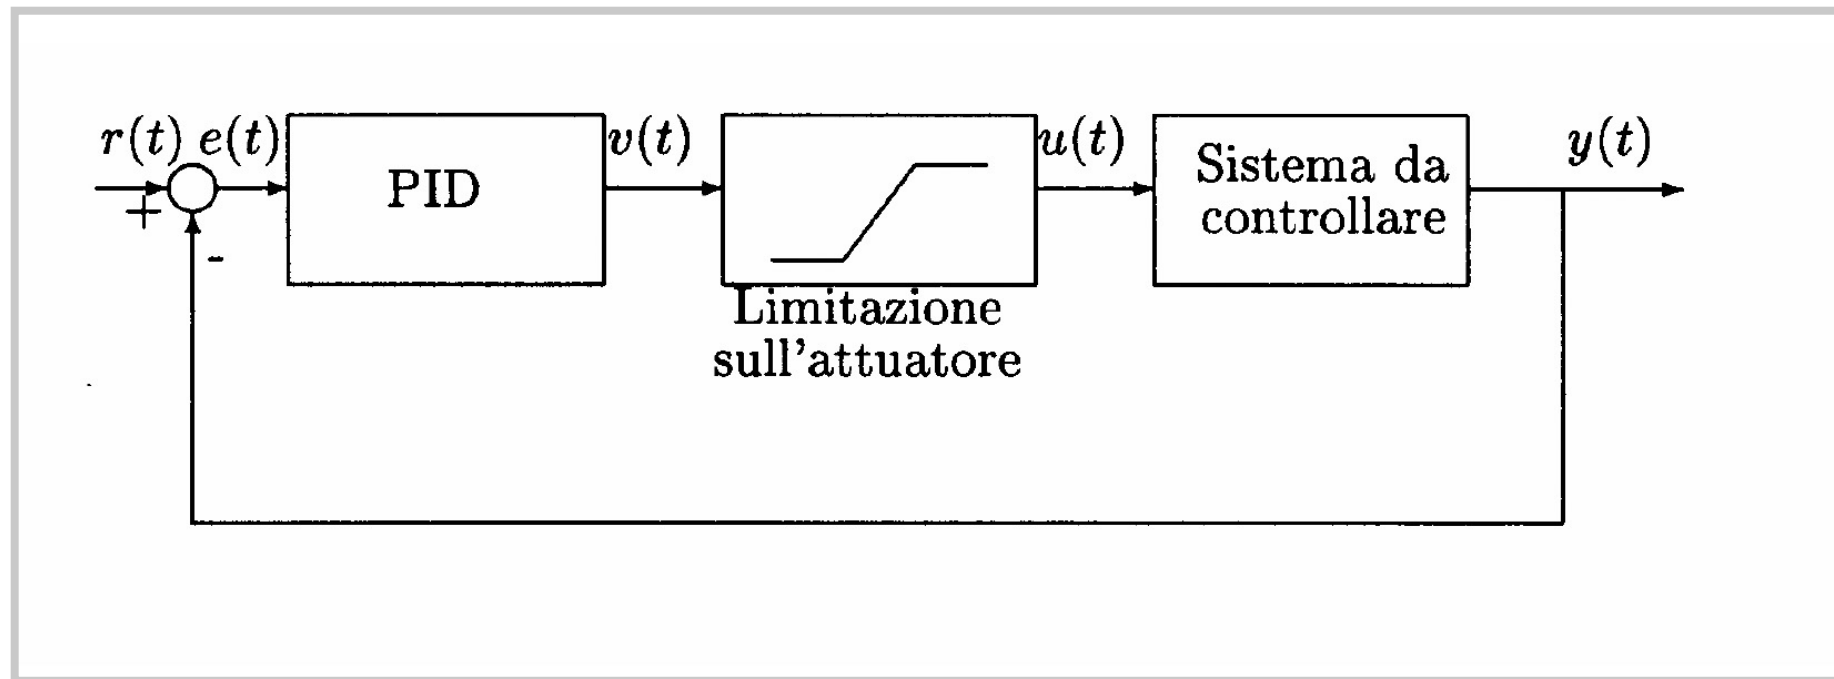 r(t) e(t)
+
-
PID
v(t)
Limitazione
sull'attuatore
u(t)
Sistema da
controllare
y(t)